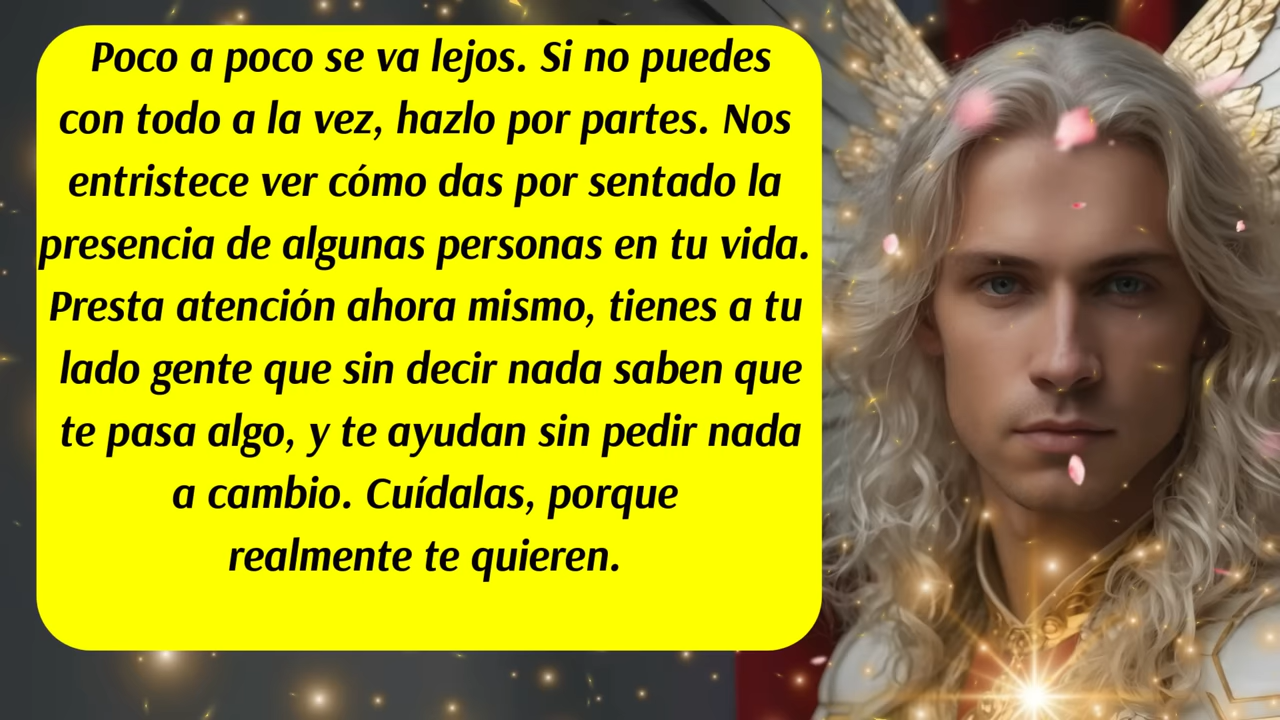 Poco a poco se va lejos. Si no puedes
con todo a la vez, hazlo por partes. Nos
entristece ver cómo das por sentado la
presencia de algunas personas en tu vida.
Presta atención ahora mismo, tienes a tu
lado gente que sin decir nada saben que
te pasa algo, y te ayudan sin pedir nada
a cambio. Cuídalas, porque
realmente te quieren.